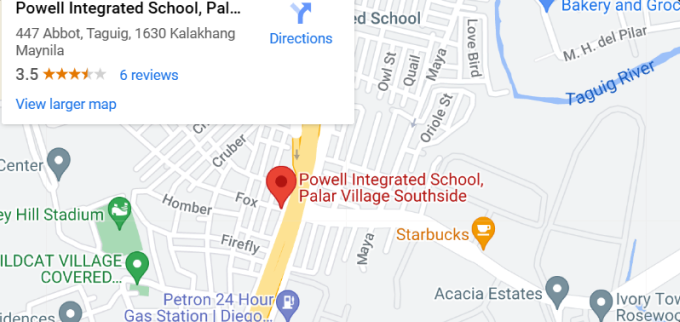 Powell Integrated School, Pal...
447 Abbot, Taguig, 1630 Kalakhang
Maynila
3.5
6 reviews
View larger map
Directions
ed School
Bakery and Groc
M. H. del Pilar
Taguig River
Love Bird
Maya
Quail
Owl St
Oriole St
Cruber
Center
Powell Integrated School,
Palar Village Southside
Fox
Homber
ey Hill Stadium
Firefly
Maya
Starbucks
ILDCAT VILLAGE
COVERED...
Petron 24 Hour
Gas Station | Diego...
Acacia Estates
Ivory Tow
Rosewoo
idences